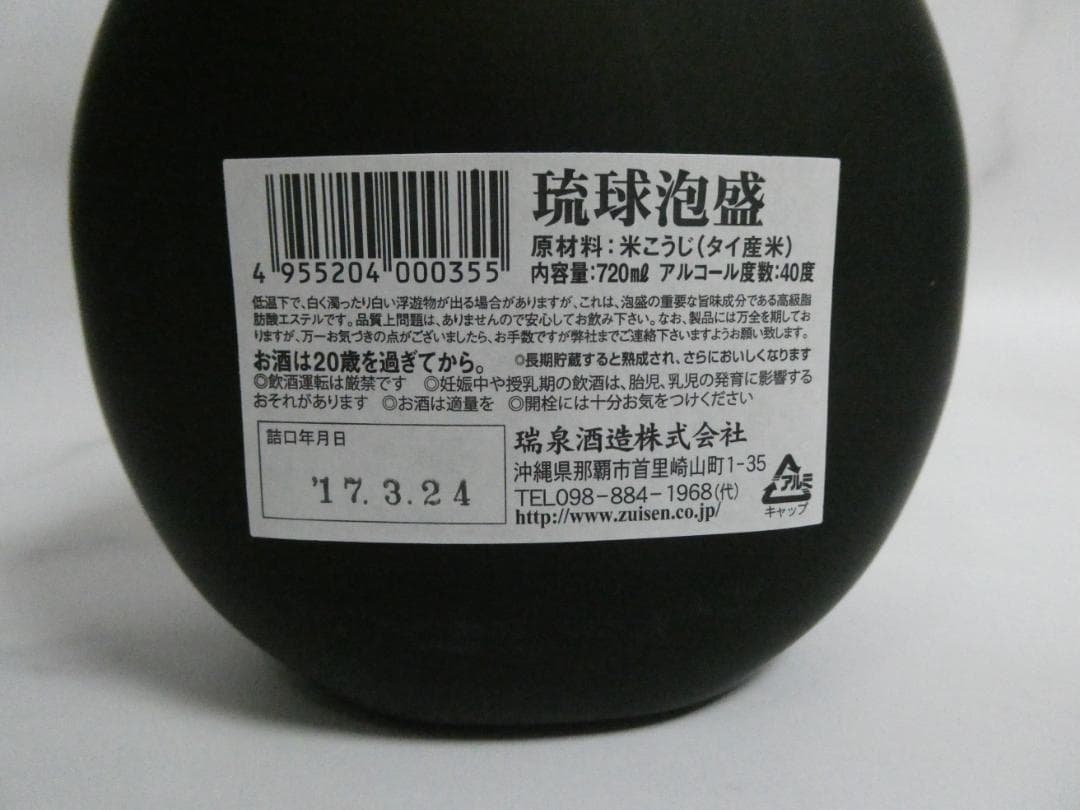 琉球泡盛
原材料：米こうじ(タイ産米)
内容量:720mℓ アルコール度数:40度
4 955204 000355
低温下で、白く濁ったり白い浮遊物が出る場合がありますが、これは、泡盛の重要な旨味成分である高級脂
肪酸エステルです。品質上問題は、ありませんので安心してお飲み下さい。なお、製品には万全を期してお
りますが、万一お気づきの点がございましたら、お手数ですが弊社までご連絡下さいますようお願い致します。
お酒は20歳を過ぎてから。 ◎長期貯蔵すると熟成され、さらにおいしくなります
◎飲酒運転は厳禁です ◎妊娠中や授乳期の飲酒は、胎児、乳児の発育に影響する
おそれがあります ◎お酒は適量を ◎開栓には十分お気をつけください
詰口年月日
'17.3.24
瑞泉酒造株式会社
沖縄県那覇市首里崎山町1-35
TEL098-884-1968(代)
http://www.zuisen.co.jp/
アルミ
キャップ